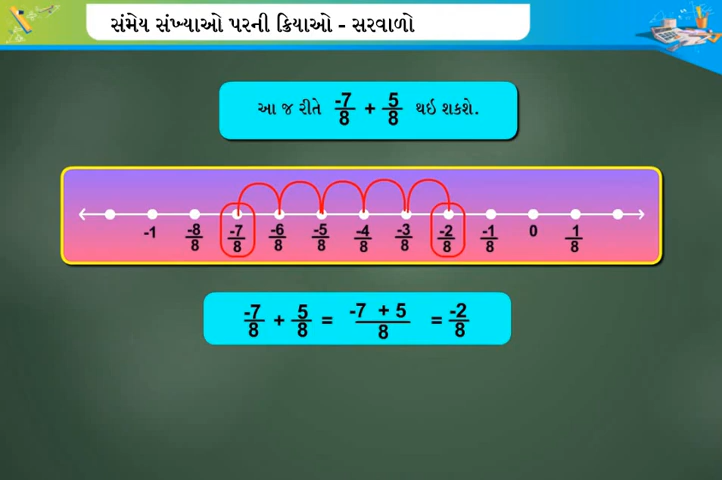 સંમેય સંખ્યાઓ પરની ક્રિયાઓ - સરવાળો
આ જ રીતે -7/8 + 5/8 થઇ શકશે.
-1 -8/8 -7/8 -6/8 -5/8 -4/8 -3/8 -2/8 -1/8 0 1/8
-7/8 + 5/8 = -7 + 5/8 = -2/8